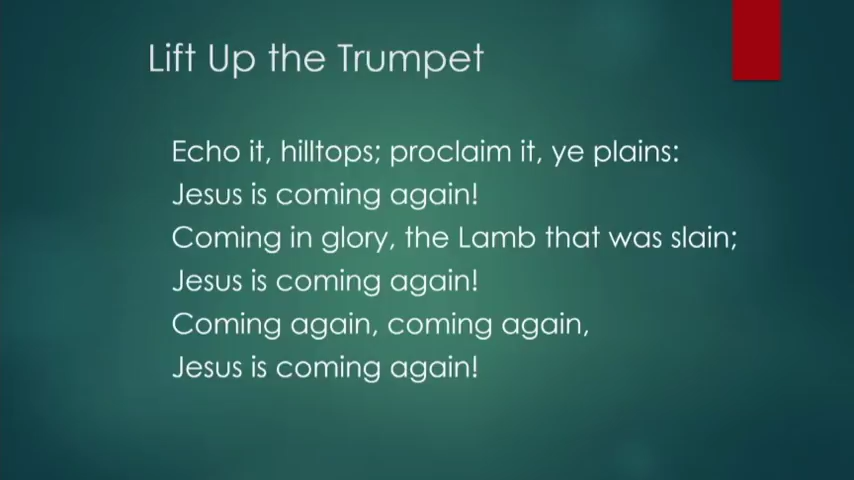 Lift Up the Trumpet
Echo it, hilltops; proclaim it, ye plains:
Jesus is coming again!
Coming in glory, the Lamb that was slain;
Jesus is coming again!
Coming again, coming again,
Jesus is coming again!